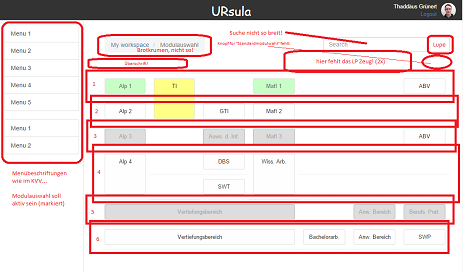 URsula
Thaddäus Grüneit
Logout
Suche nicht so breit!
Menu 1
Menu 2
Menu 3
Menu 4
Menu 5
Menu 1
Menu 2
My workspace / Modulauswahl
Brotkrumen, nicht so!
Knopf für "Standardmodulwahl" fehlt
Search
Lupe
Überschrift!
hier fehlt das LP Zeug! (2x)
1 Alp 1 TI MafI 1 ABV
2 Alp 2 GTI MafI 2
3 Alp 3 Ausw. d. Inf. MafI 3 ABV
4 Alp 4 DBS Wiss. Arb.
SWT
5 Vertiefungsbereich Anw. Bereich Berufs. Prat
6 Vertiefungsbereich Bachelorarb. Anw. Bereich SWP
Menübeschriftungen
wie im KVV...
Modulauswahl soll
aktiv sein (markiert)